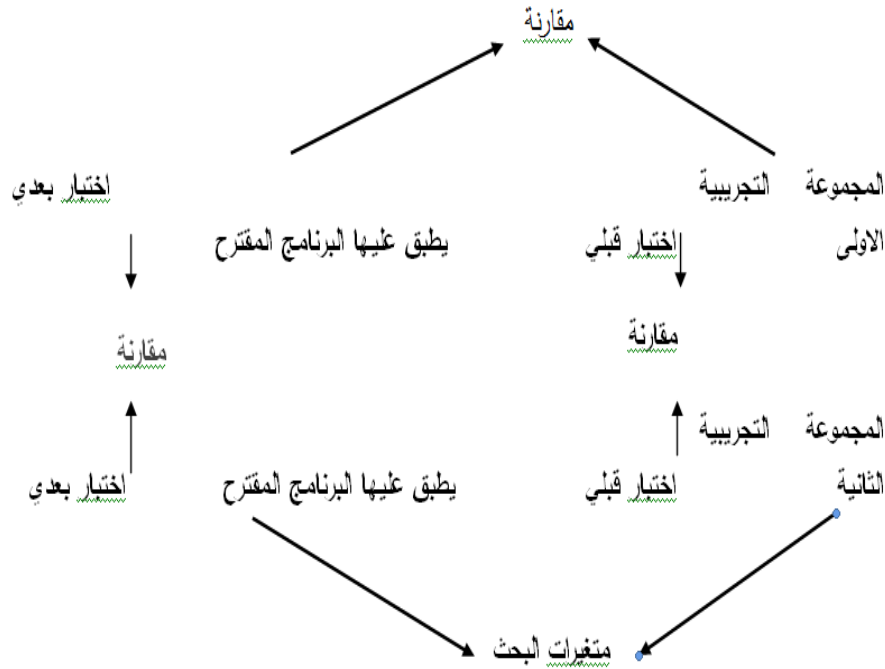 مقارنة
المجموعة التجريبية اختبار بعدي
الاولى اختبار قبلي يطبق عليها البرنامج المقترح
مقارنة مقارنة
المجموعة التجريبية
الثانية اختبار قبلي يطبق عليها البرنامج المقترح اختبار بعدي
متغيرات البحث